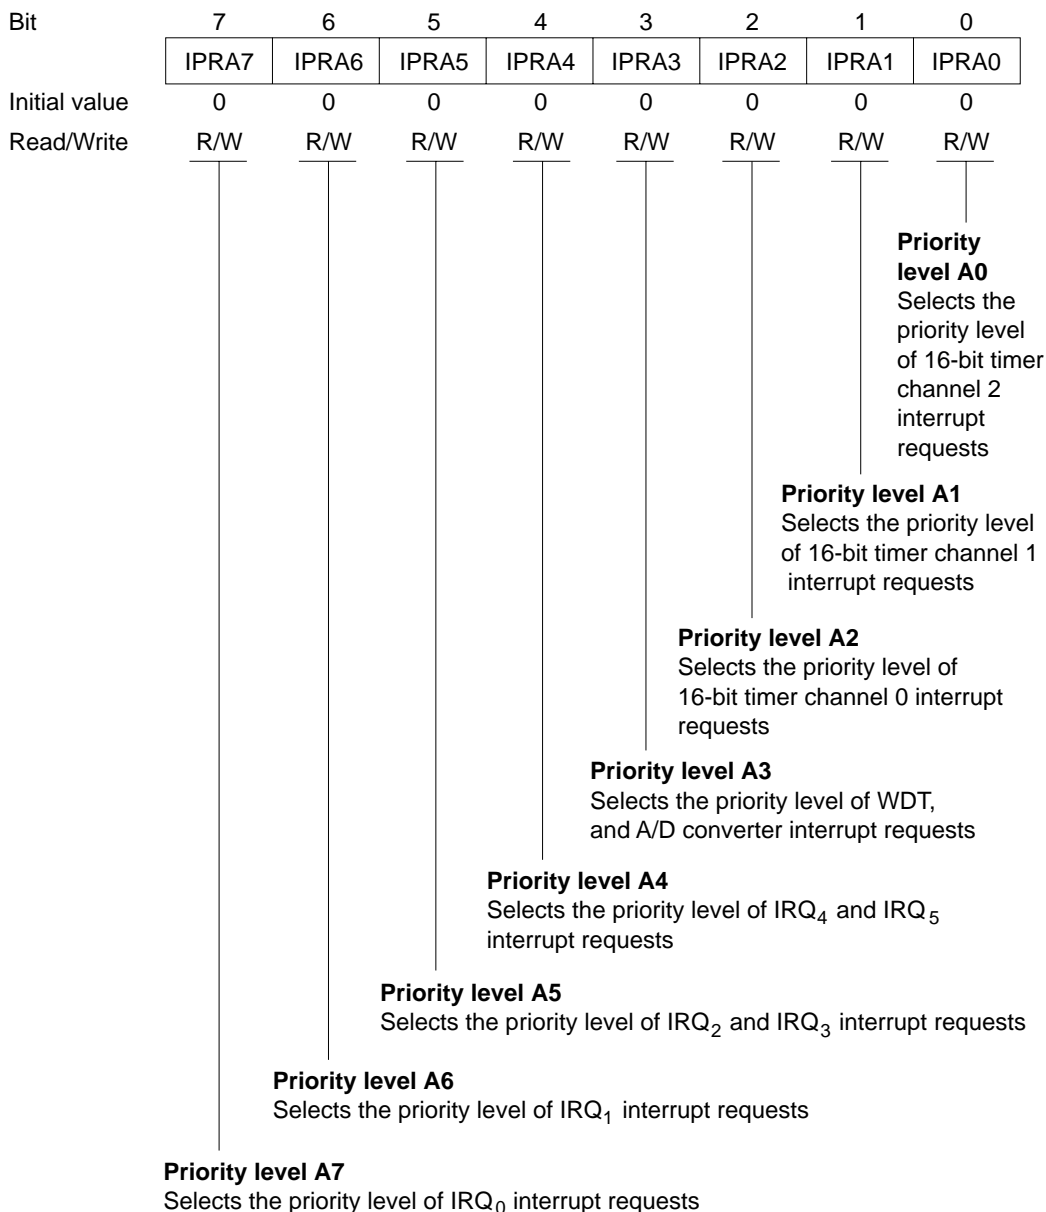 Bit 7 6 5 4 3 2 1 0
IPRA7 IPRA6 IPRA5 IPRA4 IPRA3 IPRA2 IPRA1 IPRA0
Initial value 0 0 0 0 0 0 0 0
Read/Write R/W R/W R/W R/W R/W R/W R/W R/W
Priority
level A0
Selects the
priority level
of 16-bit timer
channel 2
interrupt
requests
Priority level A1
Selects the priority level
of 16-bit timer channel 1
interrupt requests
Priority level A2
Selects the priority level of
16-bit timer channel 0 interrupt
requests
Priority level A3
Selects the priority level of WDT,
and A/D converter interrupt requests
Priority level A4
Selects the priority level of IRQ4 and IRQ5
interrupt requests
Priority level A5
Selects the priority level of IRQ2 and IRQ3 interrupt requests
Priority level A6
Selects the priority level of IRQ1 interrupt requests
Priority level A7
Selects the priority level of IRQ0 interrupt requests